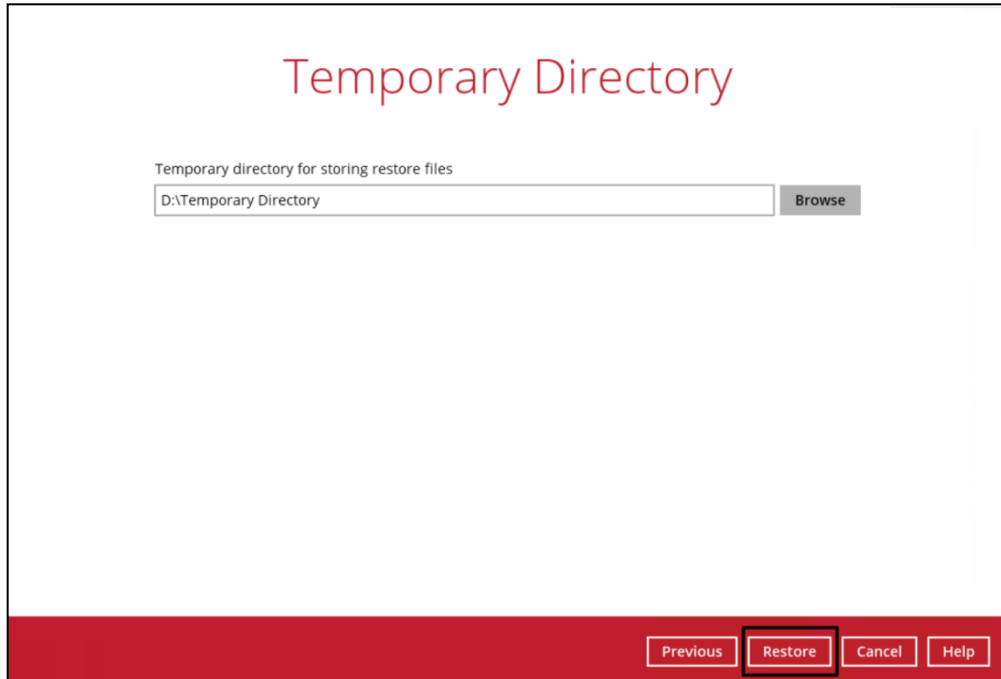 Temporary Directory
Temporary directory for storing restore files
D:\Temporary Directory Browse
Previous Restore Cancel Help